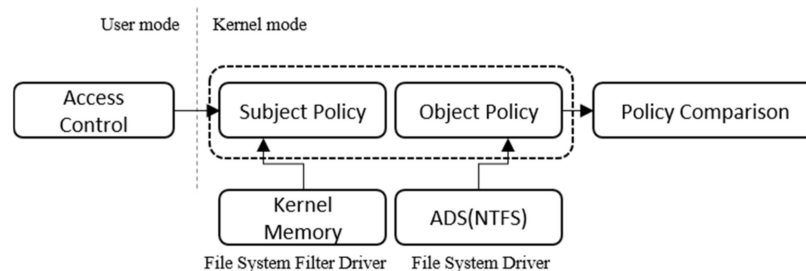 User mode
Kernel mode
Access
Control
Subject Policy
Object Policy
Policy Comparison
Kernel
Memory
ADS(NTFS)
File System Filter Driver
File System Driver